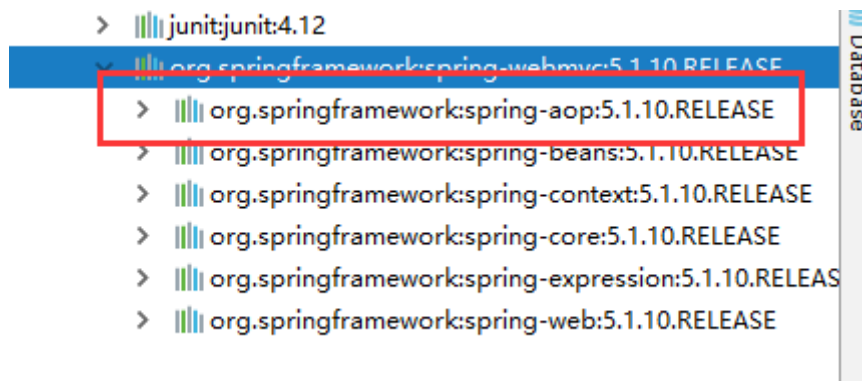 junit:junit:4.12
org.springframework:spring-webmvc:5.1.10.RELEASE
org.springframework:spring-aop:5.1.10.RELEASE
org.springframework:spring-beans:5.1.10.RELEASE
org.springframework:spring-context:5.1.10.RELEASE
org.springframework:spring-core:5.1.10.RELEASE
org.springframework:spring-expression:5.1.10.RELEAS
org.springframework:spring-web:5.1.10.RELEASE
Database